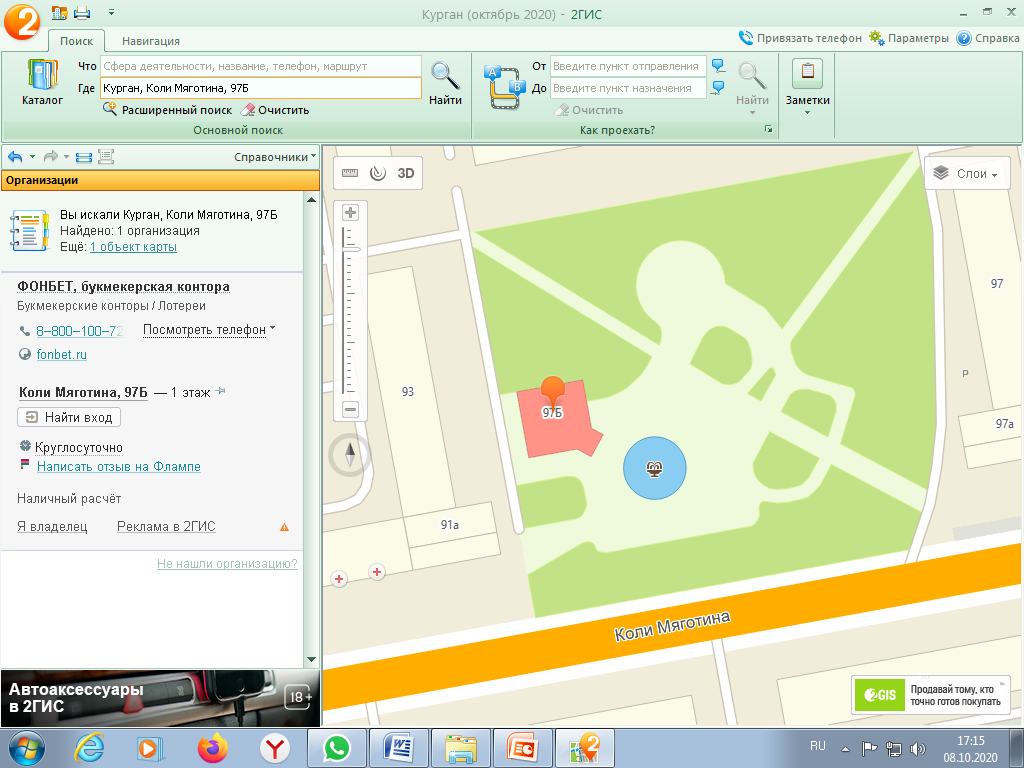 Курган (октябрь 2020) - 2ГИС
Поиск
Навигация
Привязать телефон
Параметры
Справка
Каталог
Что
Сфера деятельности, название, телефон, маршрут
Где
Курган, Коли Мяготина, 97Б
Расширенный поиск
Очистить
Найти
Основной поиск
A
B
От
Введите пункт отправления
До
Введите пункт назначения
Очистить
Найти
Как проехать?
Заметки
Справочники
Организации
Вы искали Курган, Коли Мяготина, 97Б
Найдено: 1 организация
Ещё: 1 объект карты
ФОНБЕТ, букмекерская контора
Букмекерские конторы / Лотереи
8–800–100–72
Посмотреть телефон
fonbet.ru
Коли Мяготина, 97Б — 1 этаж
Найти вход
Круглосуточно
Написать отзыв на Флампе
Наличный расчёт
Я владелец
Реклама в 2ГИС
Не нашли организацию?
Автоаксессуары
в 2ГИС
18+
3D
Слои
97
93
P
97Б
97а
91а
Коли Мяготина
2GIS
Продавай тому, кто
точно готов покупать
RU
17:15
08.10.2020